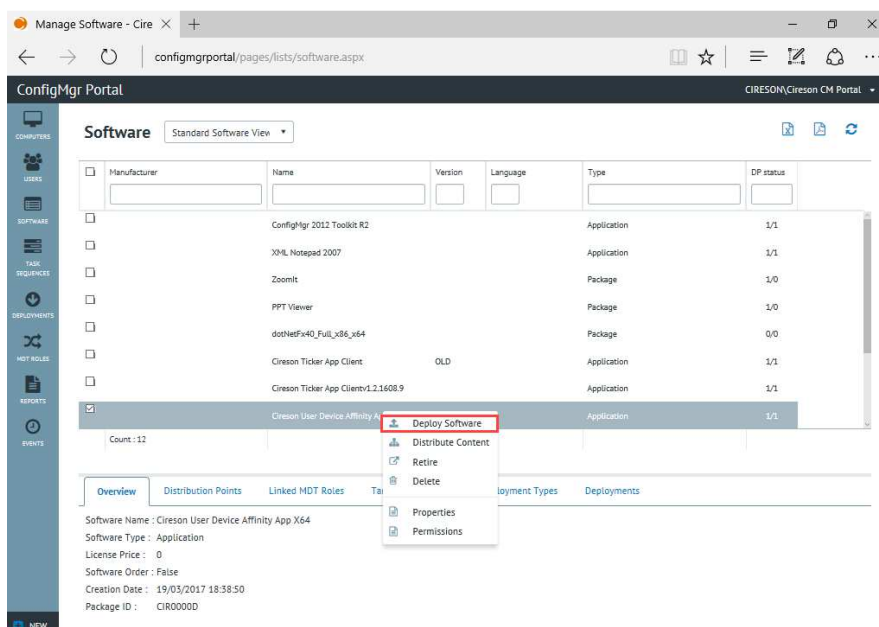 Manage Software - Cire
configmgrportal/pages/lists/software.aspx
ConfigMgr Portal
CIRESON\Cireson CM Portal
COMPUTERS
USERS
SOFTWARE
TASK
SEQUENCES
DEPLOYMENTS
MDT ROLES
REPORTS
EVENTS
NEW
Software
Standard Software View
Manufacturer Name Version Language Type DP status
ConfigMgr 2012 Toolkit R2 Application 1/1
XML Notepad 2007 Application 1/1
ZoomIt Package 1/0
PPT Viewer Package 1/0
dotNetFx40_Full_x86_x64 Package 0/0
Cireson Ticker App Client OLD Application 1/1
Cireson Ticker App Clientv1.2.1608.9 Application 1/1
Cireson User Device Affinity A Application 1/1
Count : 12
Deploy Software
Distribute Content
Retire
Delete
Properties
Permissions
Overview Distribution Points Linked MDT Roles Ta loyment Types Deployments
Software Name : Cireson User Device Affinity App X64
Software Type : Application
License Price : 0
Software Order : False
Creation Date : 19/03/2017 18:38:50
Package ID : CIR0000D